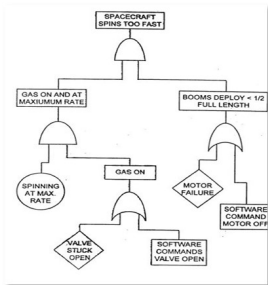 SPACECRAFT
SPINS TOO FAST
GAS ON AND AT
MAXIUMUM RATE
BOOMS DEPLOY < 1/2
FULL LENGTH
SPINNING
AT MAX.
RATE
GAS ON
MOTOR
FAILURE
SOFTWARE
COMMAND
MOTOR OFF
VALVE
STUCK
OPEN
SOFTWARE
COMMANDS
VALVE OPEN